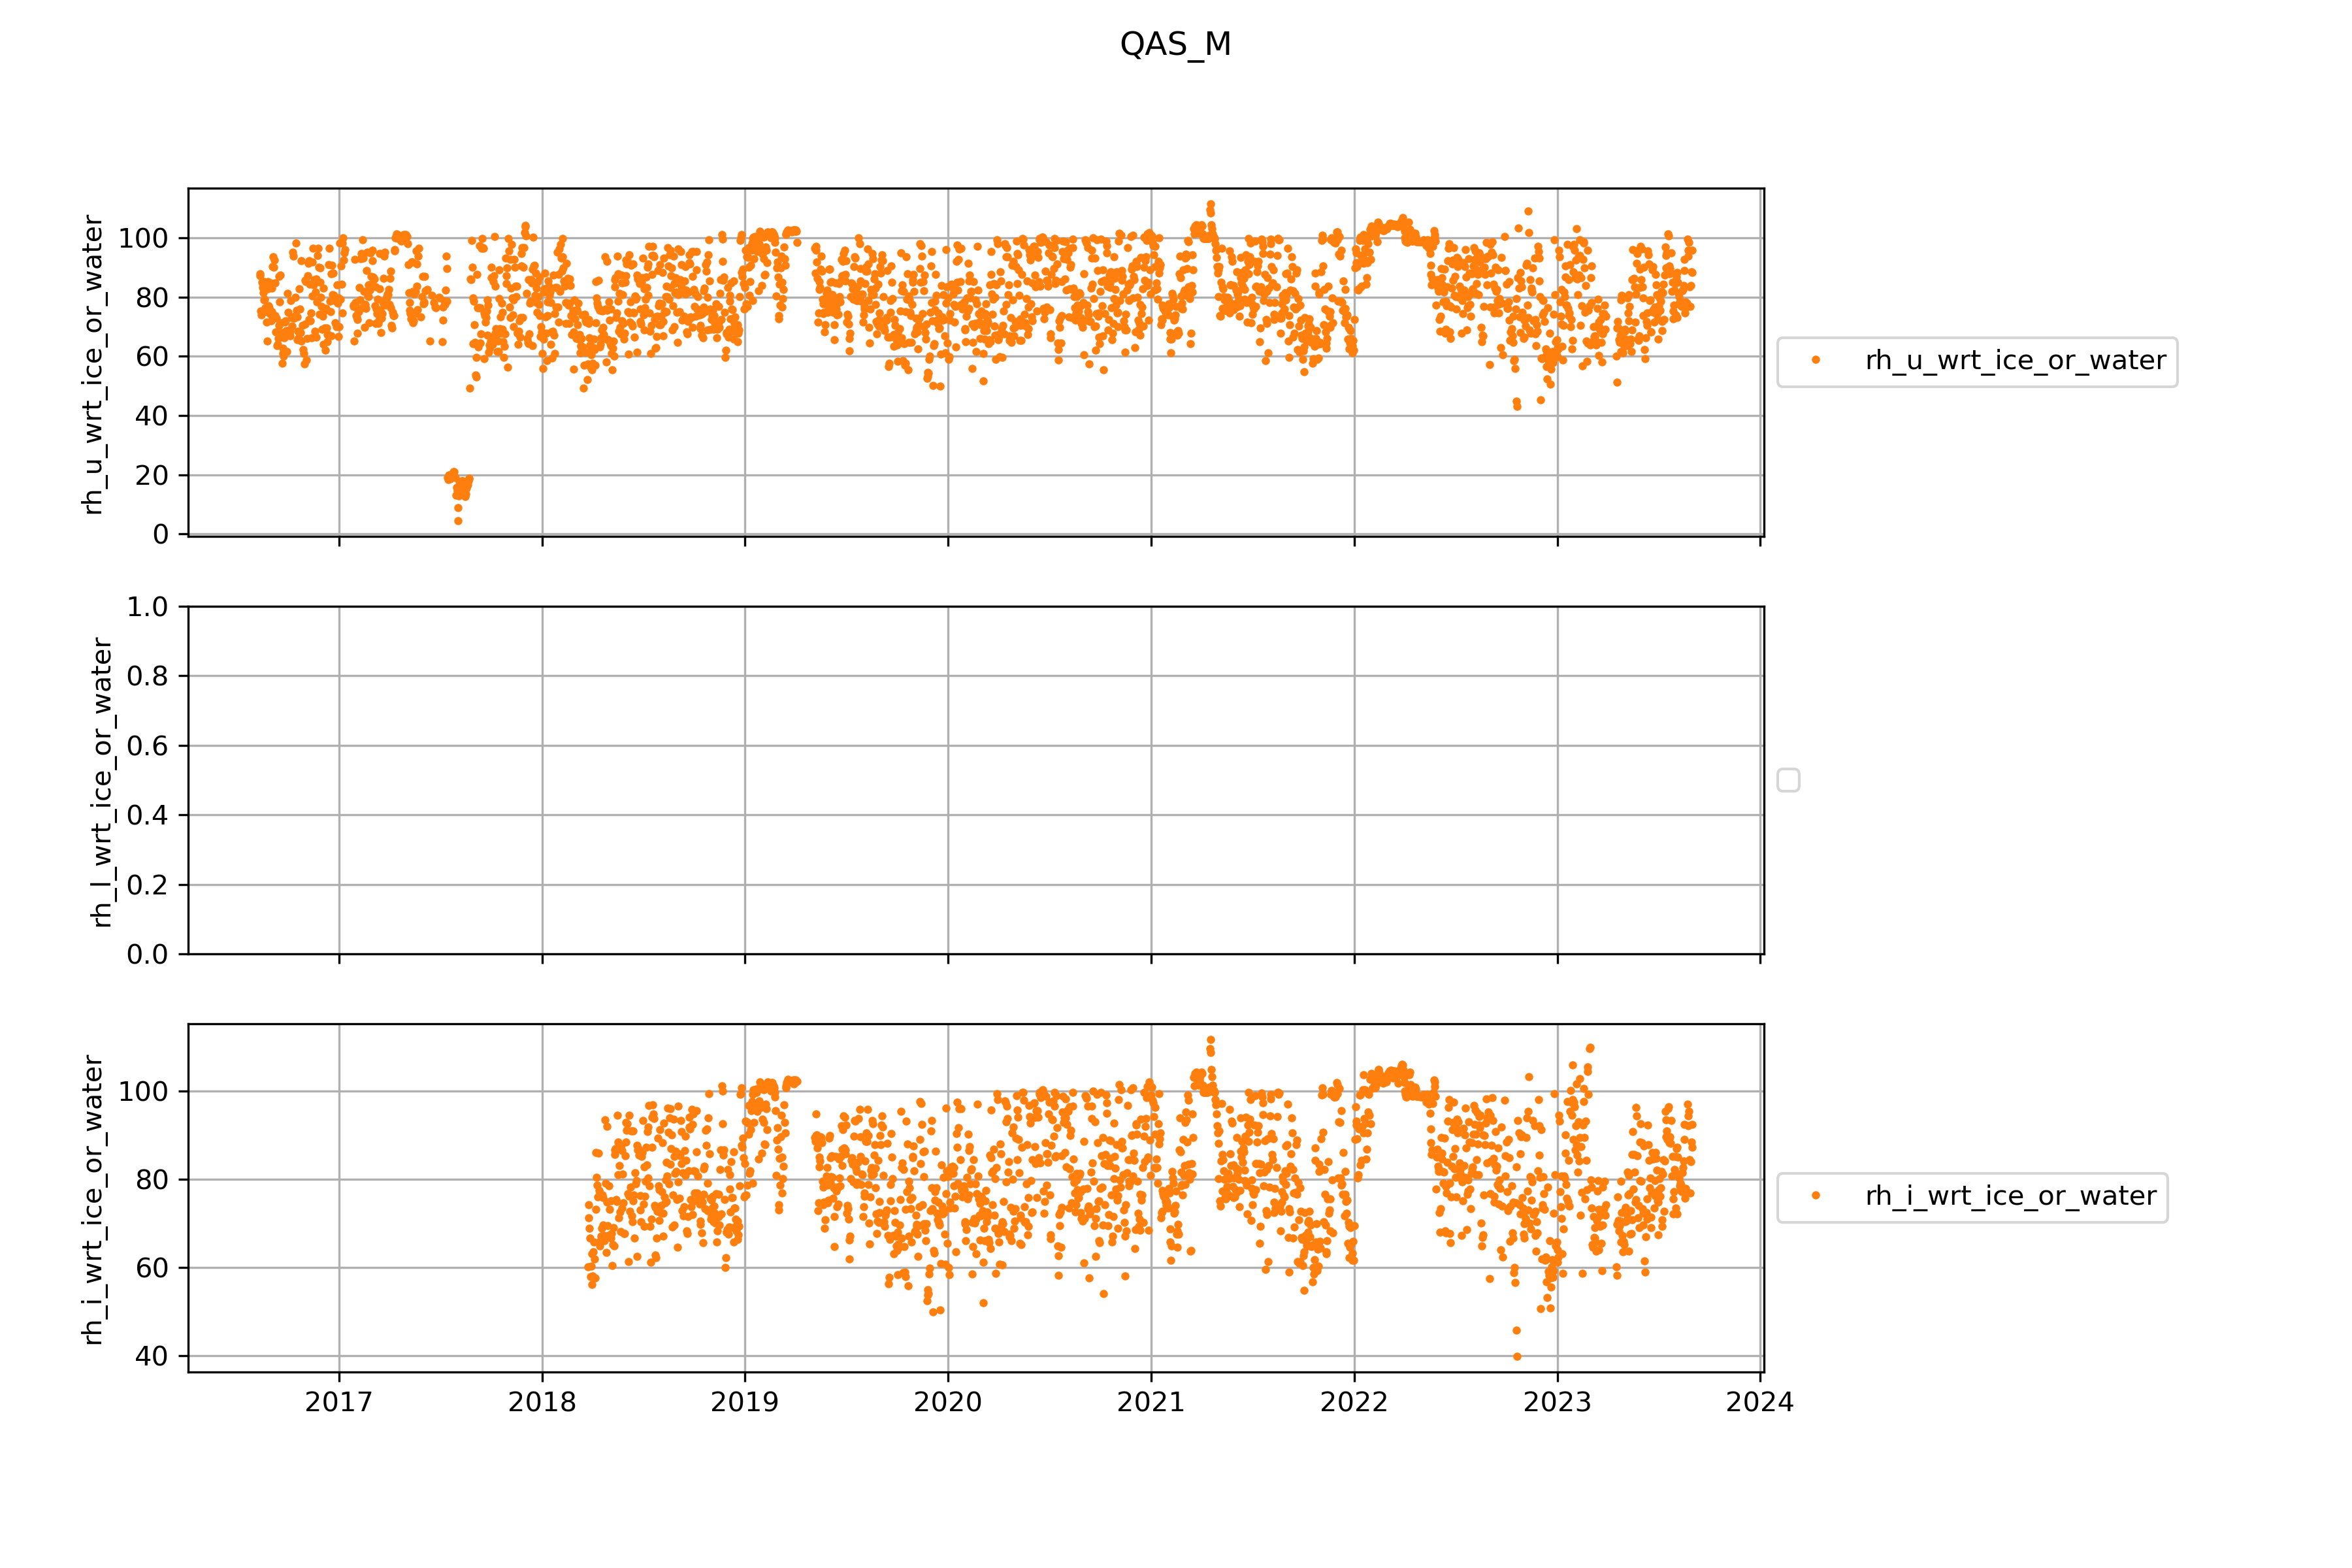 QAS_M
rh_u_wrt_ice_or_water
100
80
60
40
20
0
rh_u_wrt_ice_or_water
rh_l_wrt_ice_or_water
1.0
0.8
0.6
0.4
0.2
0.0
rh_i_wrt_ice_or_water
100
80
60
40
rh_i_wrt_ice_or_water
2017 2018 2019 2020 2021 2022 2023 2024